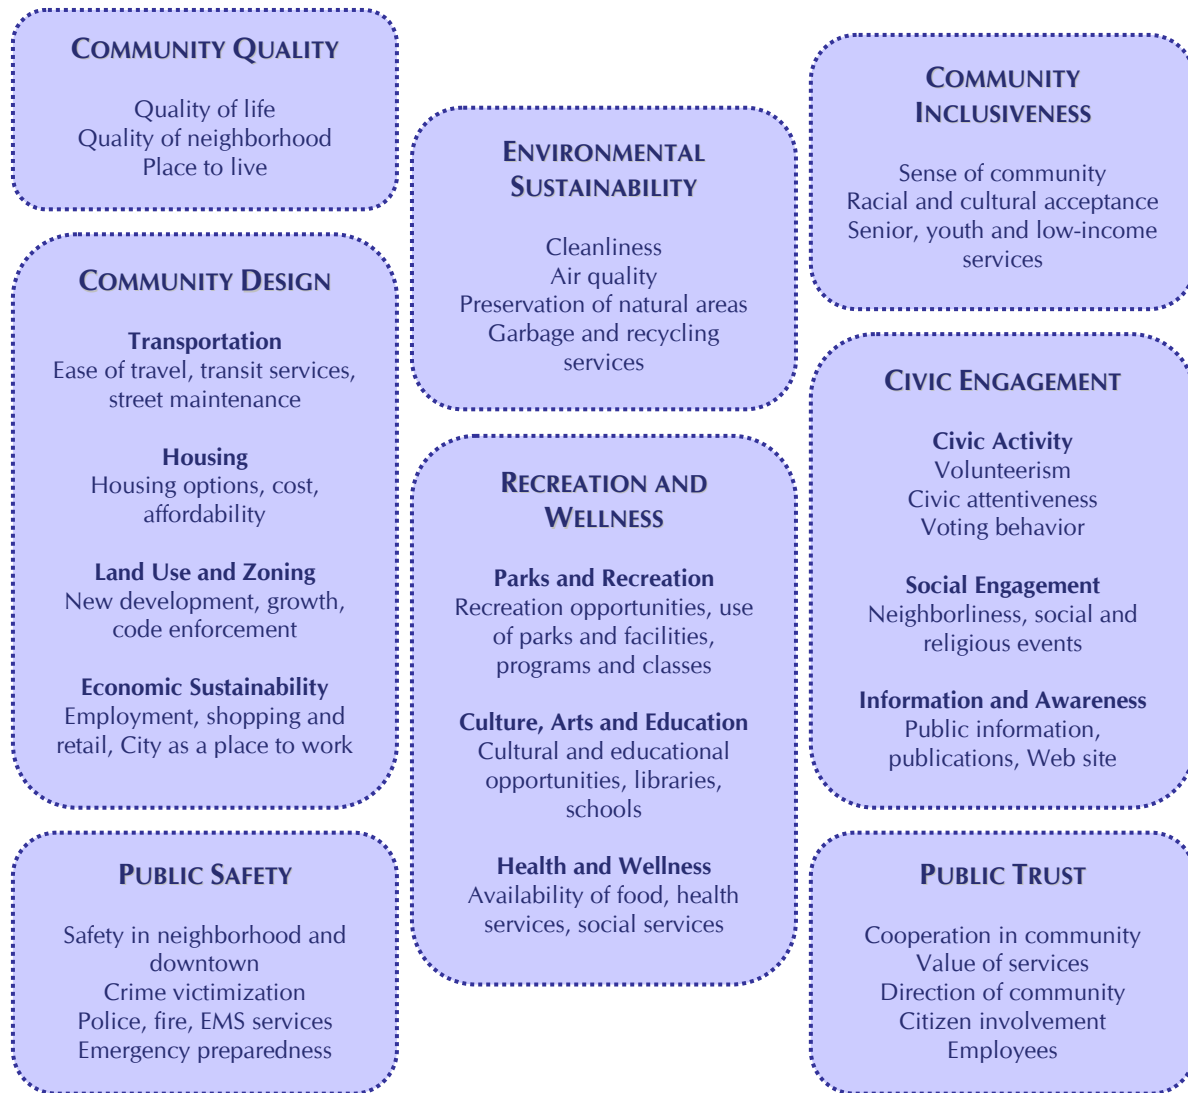 COMMUNITY QUALITY
Quality of life
Quality of neighborhood
Place to live
COMMUNITY DESIGN
Transportation
Ease of travel, transit services,
street maintenance
Housing
Housing options, cost,
affordability
Land Use and Zoning
New development, growth,
code enforcement
Economic Sustainability
Employment, shopping and
retail, City as a place to work
PUBLIC SAFETY
Safety in neighborhood and
downtown
Crime victimization
Police, fire, EMS services
Emergency preparedness
ENVIRONMENTAL
SUSTAINABILITY
Cleanliness
Air quality
Preservation of natural areas
Garbage and recycling
services
RECREATION AND
WELLNESS
Parks and Recreation
Recreation opportunities, use
of parks and facilities,
programs and classes
Culture, Arts and Education
Cultural and educational
opportunities, libraries,
schools
Health and Wellness
Availability of food, health
services, social services
COMMUNITY
INCLUSIVENESS
Sense of community
Racial and cultural acceptance
Senior, youth and low-income
services
CIVIC ENGAGEMENT
Civic Activity
Volunteerism
Civic attentiveness
Voting behavior
Social Engagement
Neighborliness, social and
religious events
Information and Awareness
Public information,
publications, Web site
PUBLIC TRUST
Cooperation in community
Value of services
Direction of community
Citizen involvement
Employees